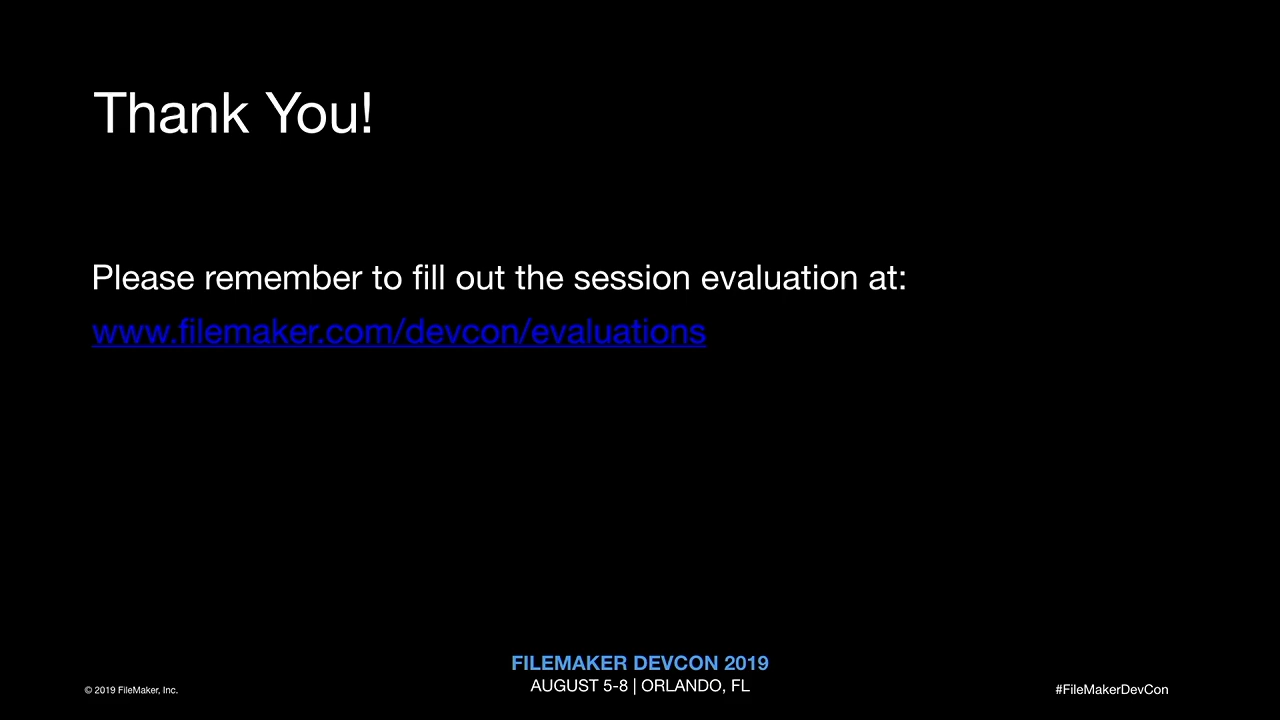 Thank You!
Please remember to fill out the session evaluation at:
www.filemaker.com/devcon/evaluations
FILEMAKER DEVCON 2019
AUGUST 5-8 | ORLANDO, FL
© 2019 FileMaker, Inc.
#FileMakerDevCon